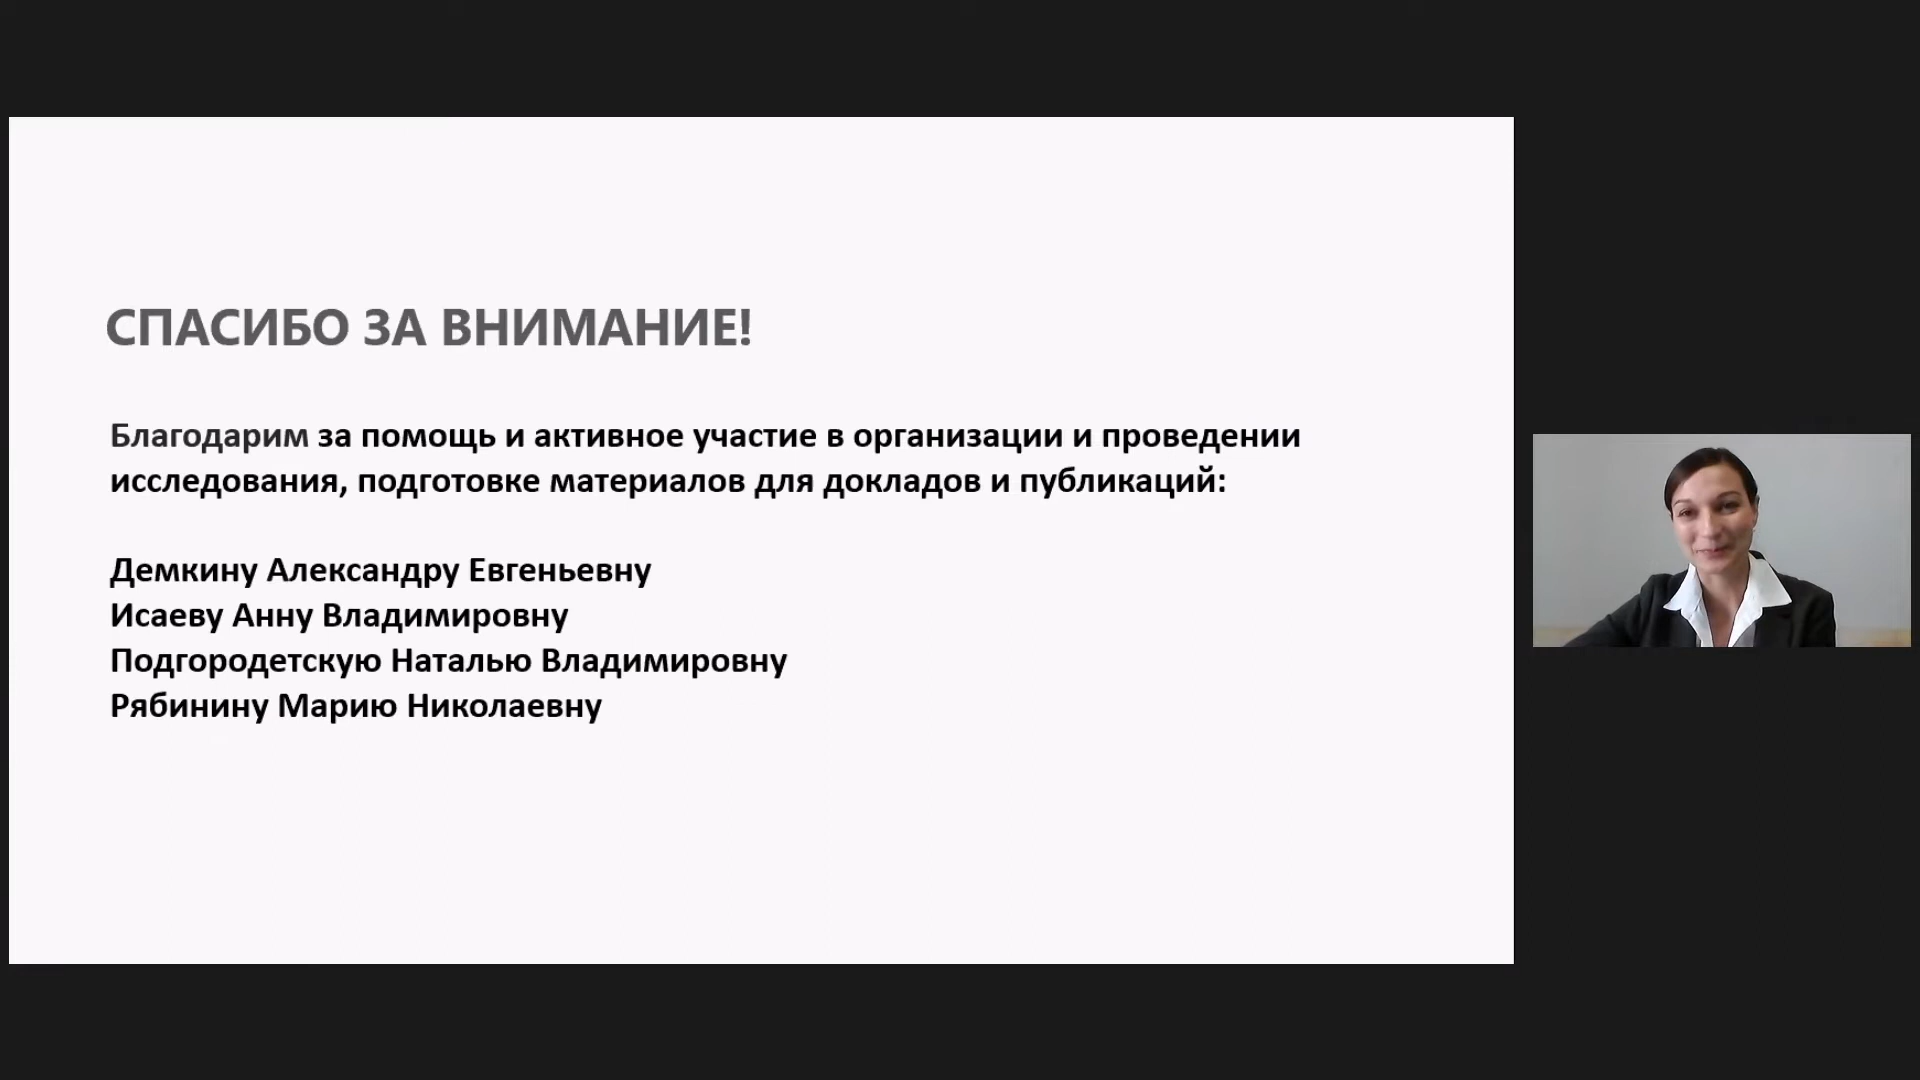 СПАСИБО ЗА ВНИМАНИЕ!
Благодарим за помощь и активное участие в организации и проведении
исследования, подготовке материалов для докладов и публикаций:
Демкину Александру Евгеньевну
Исаеву Анну Владимировну
Подгородетскую Наталью Владимировну
Рябинину Марию Николаевну